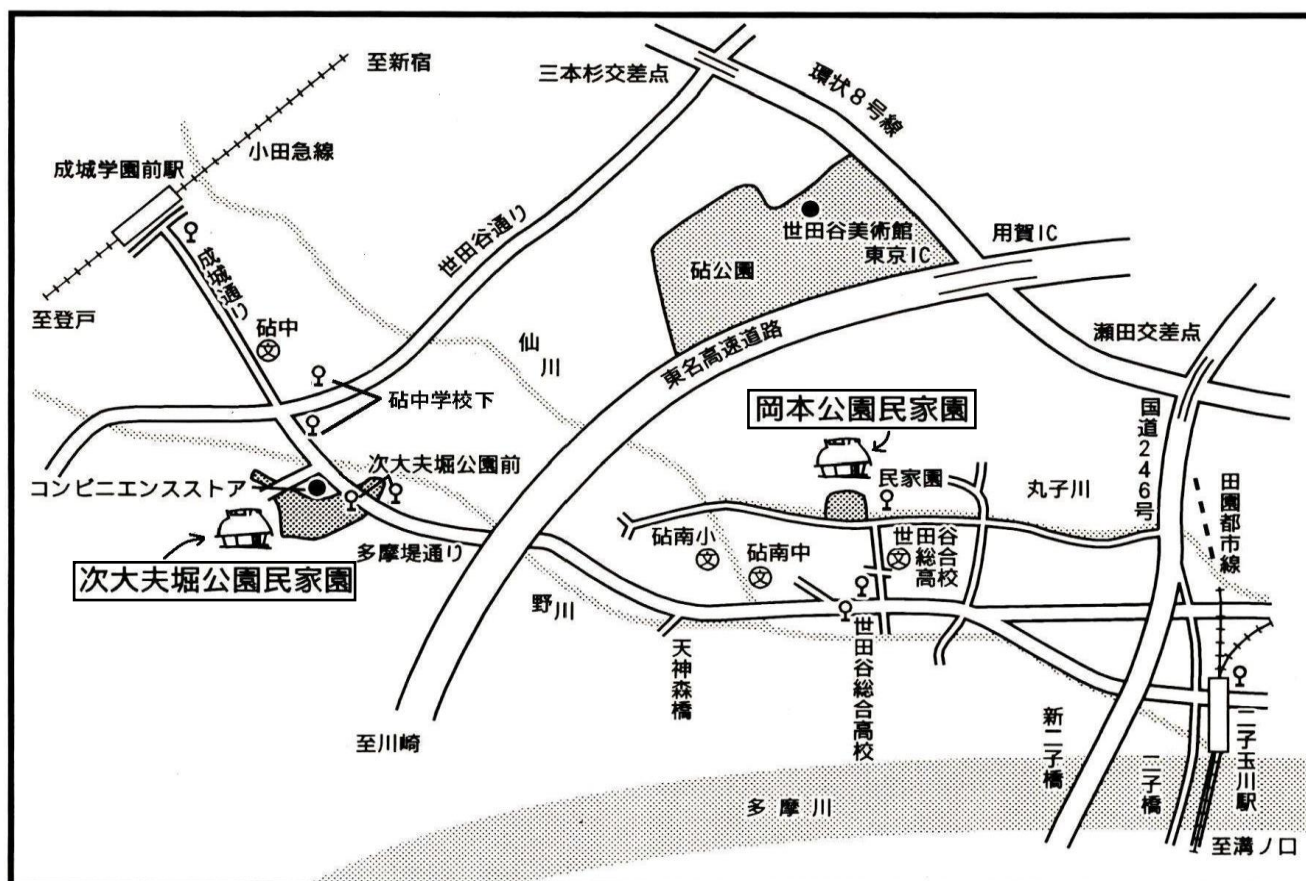 至新宿
三本杉交差点
環状8号線
小田急線
成城学園前駅
世田谷通り
世田谷美術館
用賀IC
東京IC
砧公園
成城通り
至登戸
砧中
文
仙川
東名高速道路
瀬田交差点
砧中学校下
岡本公園民家園
国道246号
次大夫堀公園前
コンビニエンスストア
民家園
丸子川
田園都市線
砧南小
文
砧南中
文
世田谷総合高校
文
多摩堤通り
次大夫堀公園民家園
野川
天神森橋
世田谷総合高校
新二子橋
二子橋
二子玉川駅
至川崎
多摩川
至溝ノ口